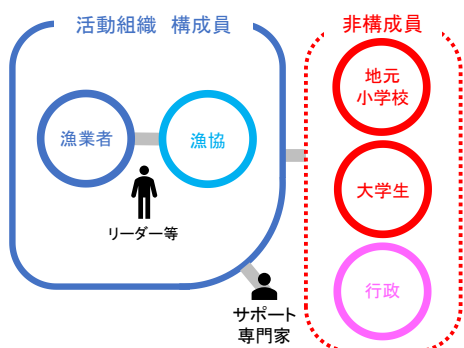 活動組織 構成員
漁業者
漁協
リーダー等
サポート
専門家
非構成員
地元
小学校
大学生
行政